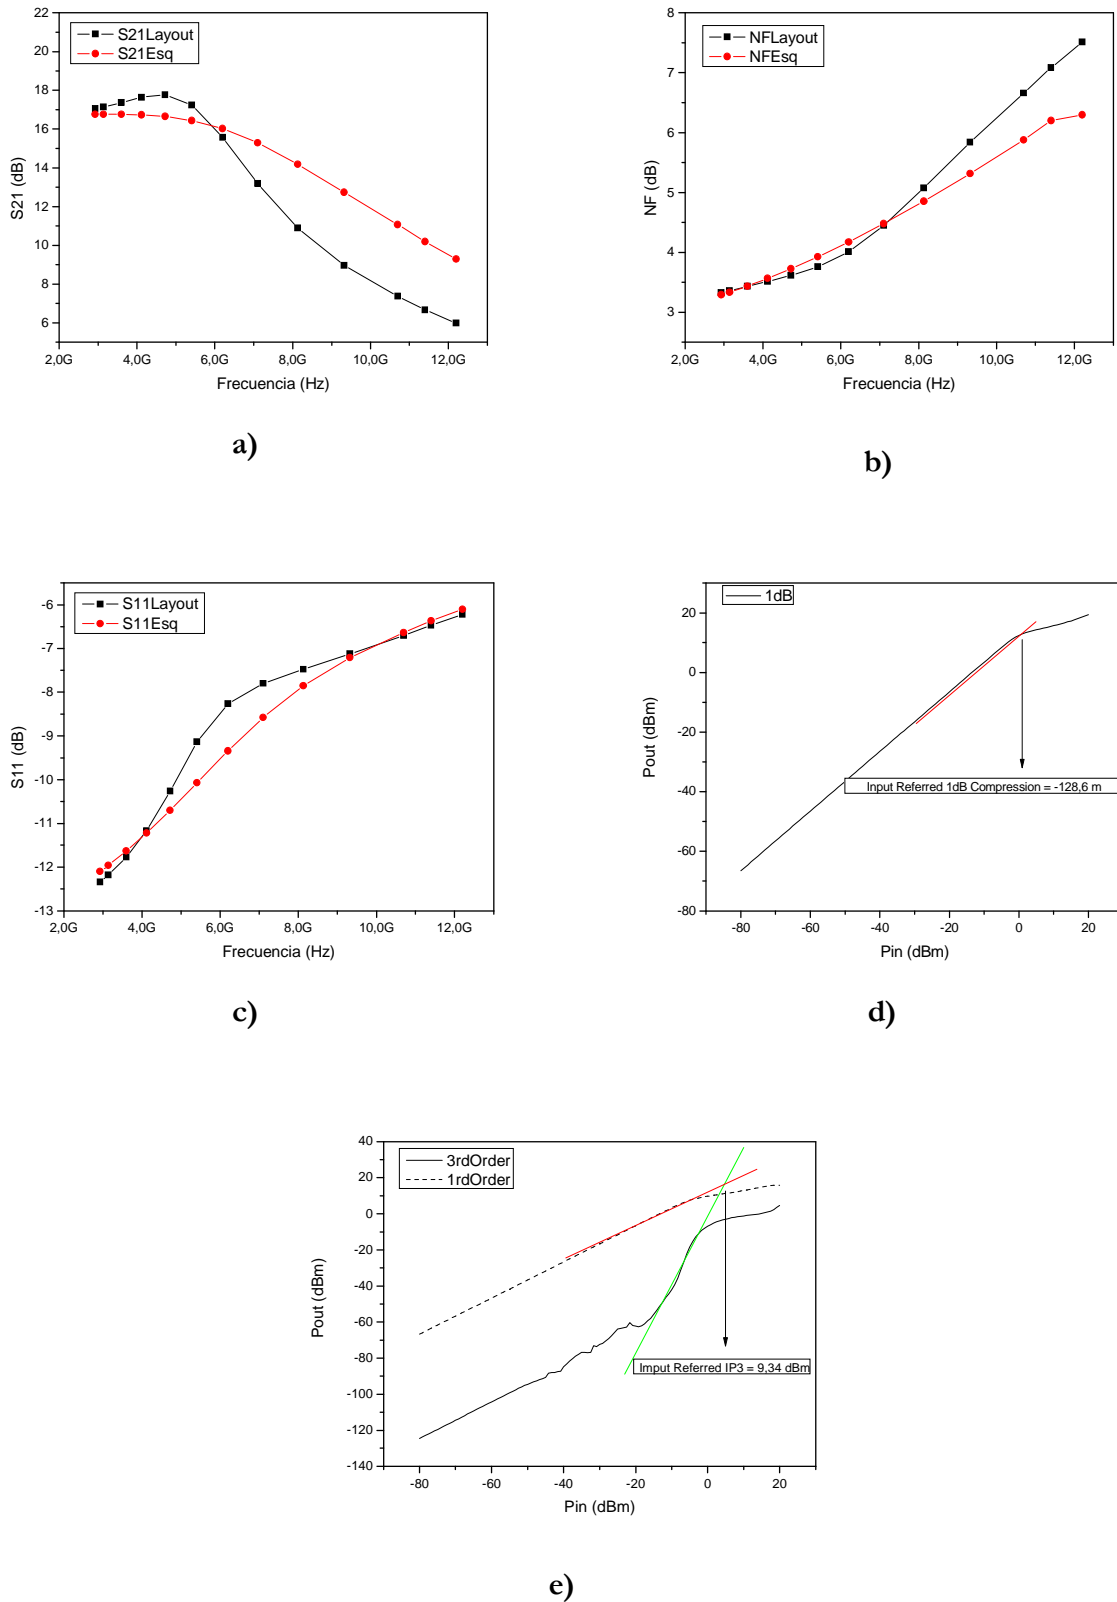 22
20
18
16
14
12
10
8
6
S21 (dB)
S21Layout
S21Esq
2,0G 4,0G 6,0G 8,0G 10,0G 12,0G
Frecuencia (Hz)
a)
8
7
6
5
4
3
NF (dB)
NFLayout
NFEsq
2,0G 4,0G 6,0G 8,0G 10,0G 12,0G
Frecuencia (Hz)
b)
-6
-7
-8
-9
-10
-11
-12
-13
S11 (dB)
S11Layout
S11Esq
2,0G 4,0G 6,0G 8,0G 10,0G 12,0G
Frecuencia (Hz)
c)
20
0
-20
-40
-60
-80
Pout (dBm)
1dB
Input Referred 1dB Compression = -128,6 m
-80 -60 -40 -20 0 20
Pin (dBm)
d)
40
20
0
-20
-40
-60
-80
-100
-120
-140
Pout (dBm)
3rdOrder
1rdOrder
Imput Referred IP3 = 9,34 dBm
-80 -60 -40 -20 0 20
Pin (dBm)
e)